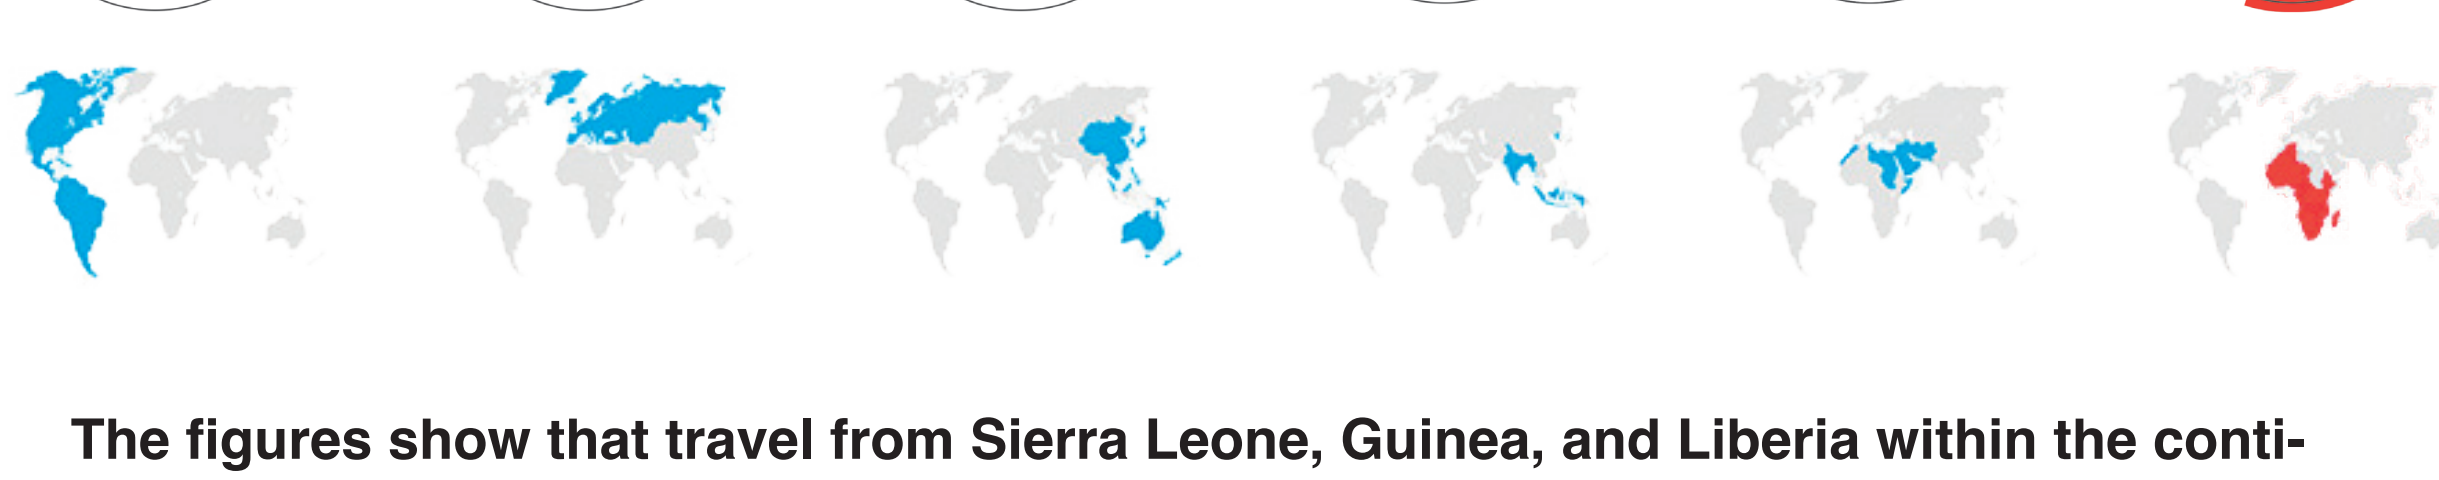 The figures show that travel from Sierra Leone, Guinea, and Liberia within the conti-